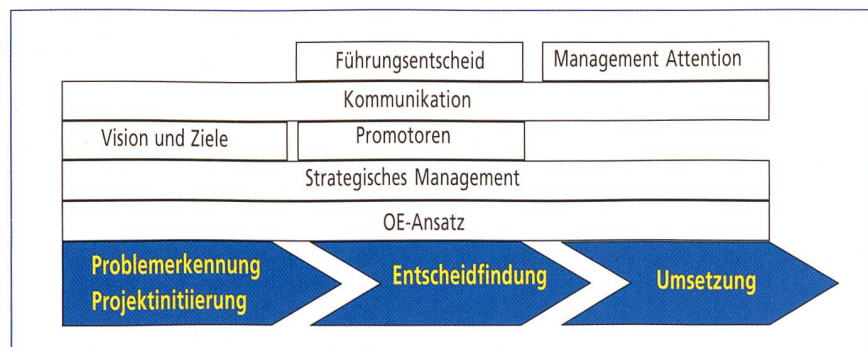 Führungsentscheid
Management Attention
Kommunikation
Vision und Ziele
Promotoren
Strategisches Management
OE-Ansatz
Problemerkennung
Projektinitiierung
Entscheidfindung
Umsetzung